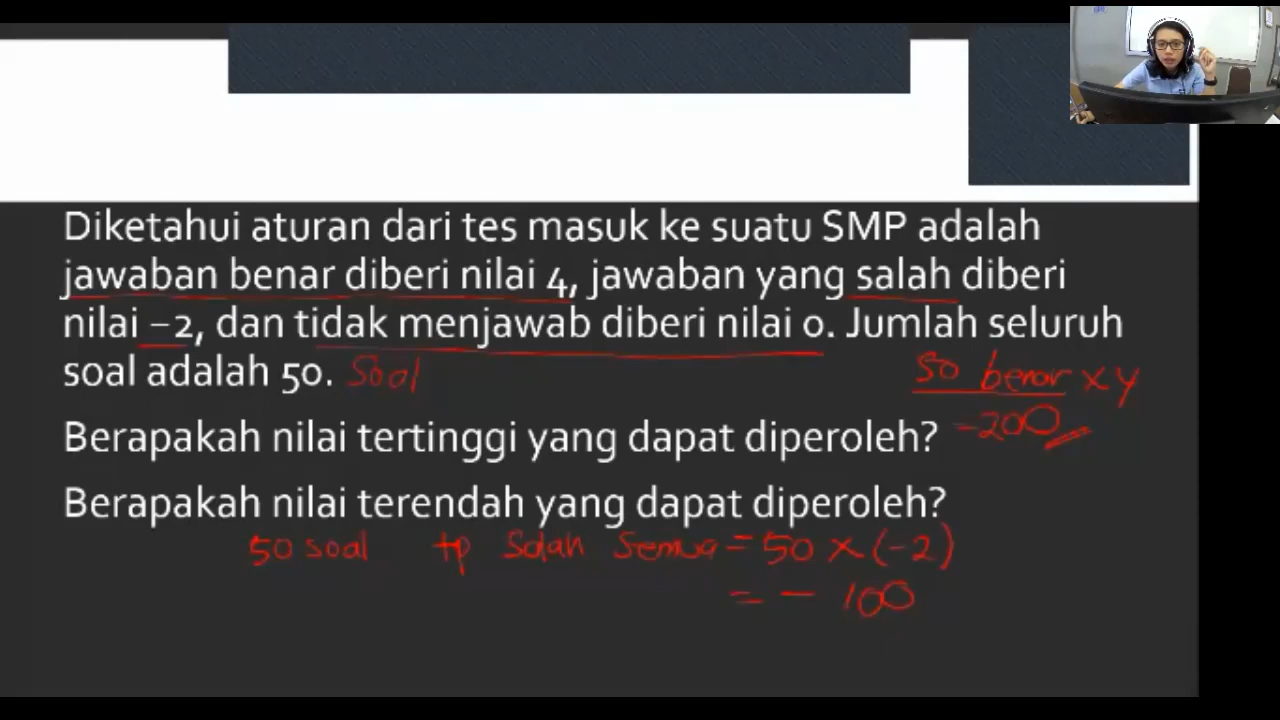 Diketahui aturan dari tes masuk ke suatu SMP adalah
jawaban benar diberi nilai 4, jawaban yang salah diberi
nilai −2, dan tidak menjawab diberi nilai 0. Jumlah seluruh
soal adalah 50. Soal
50 benar x 4
Berapakah nilai tertinggi yang dapat diperoleh? =200
Berapakah nilai terendah yang dapat diperoleh?
50 soal tp Salah Semua = 50 x (-2)
= - 100